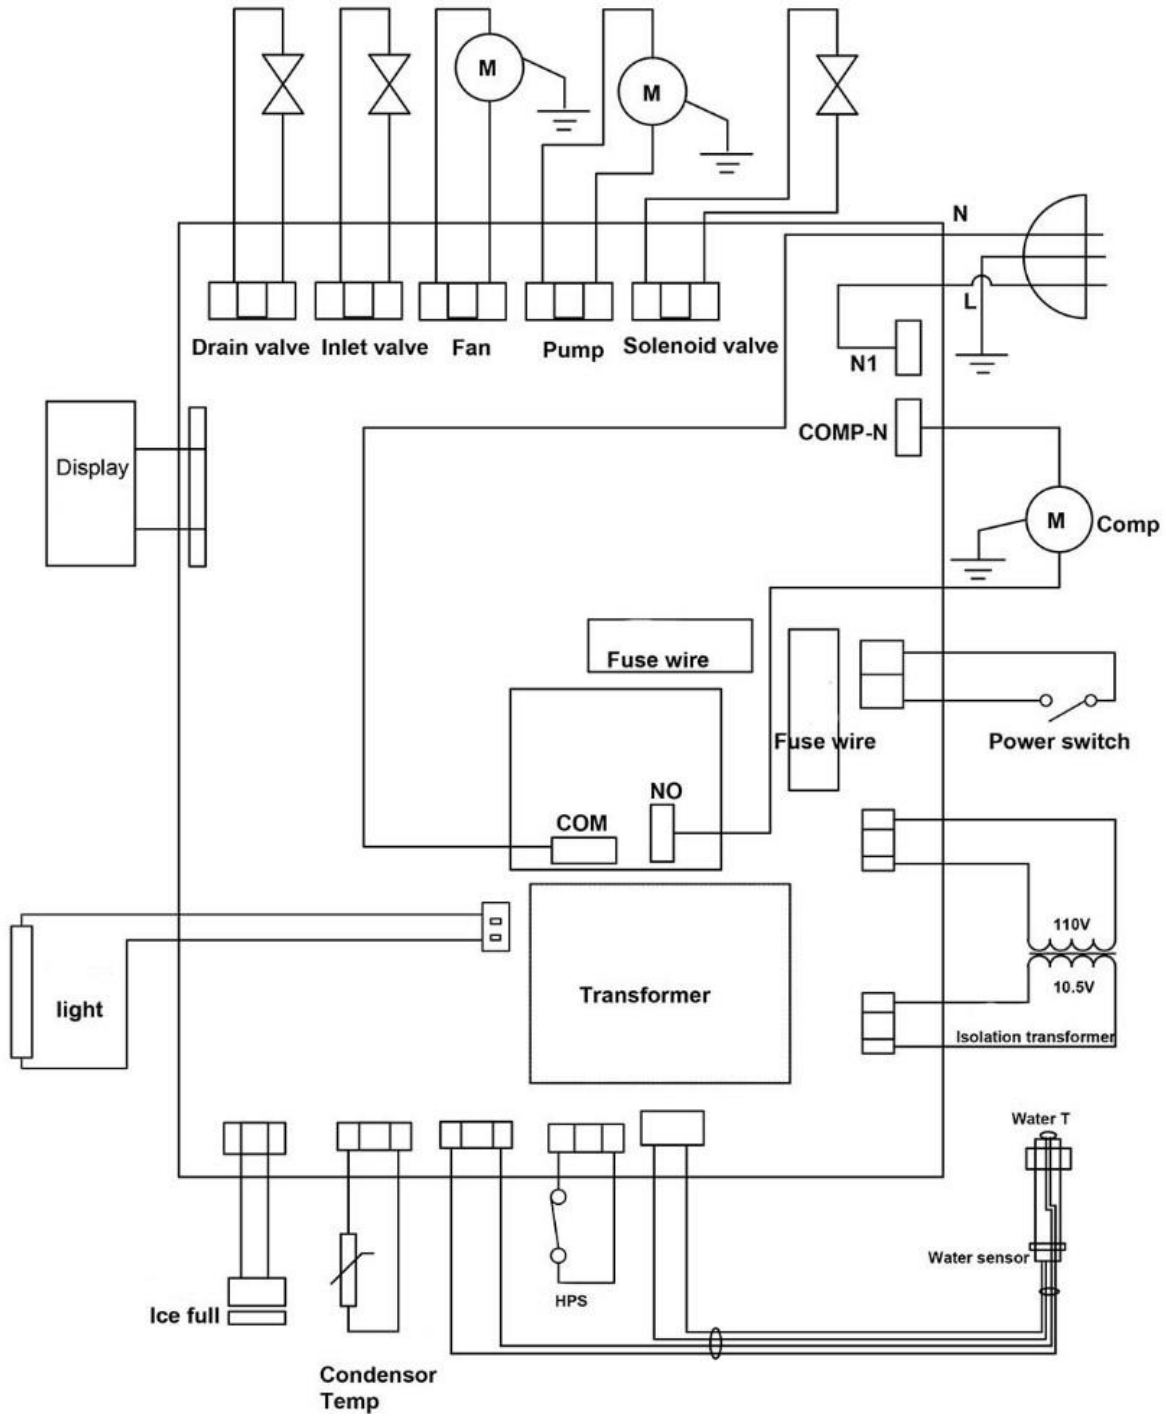 M
M
N
L
Drain valve
Inlet valve
Fan
Pump
Solenoid valve
N1
COMP-N
Display
M
Comp
Fuse wire
Fuse wire
Power switch
NO
COM
110V
10.5V
Isolation transformer
Transformer
light
Water T
Water sensor
HPS
Ice full
Condensor
Temp